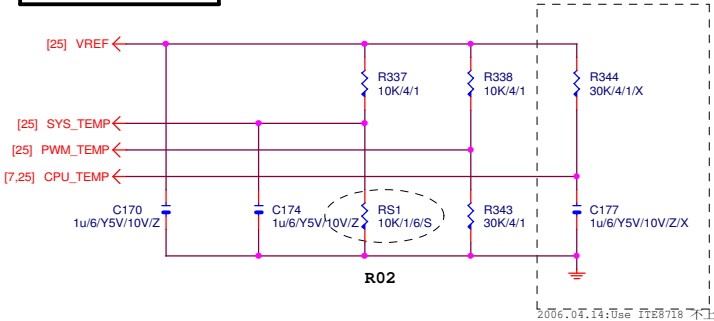 [25] VREF
R337
10K/4/1
R338
10K/4/1
R344
30K/4/1/X
[25] SYS_TEMP
[25] PWM_TEMP
[7,25] CPU_TEMP
C170
1u/6/Y5V/10V/Z
C174
1u/6/Y5V/10V/Z
RS1
10K/1/6/S
R343
30K/4/1
C177
1u/6/Y5V/10V/Z/X
R02
2006.04.14:Use ITE8718 不上